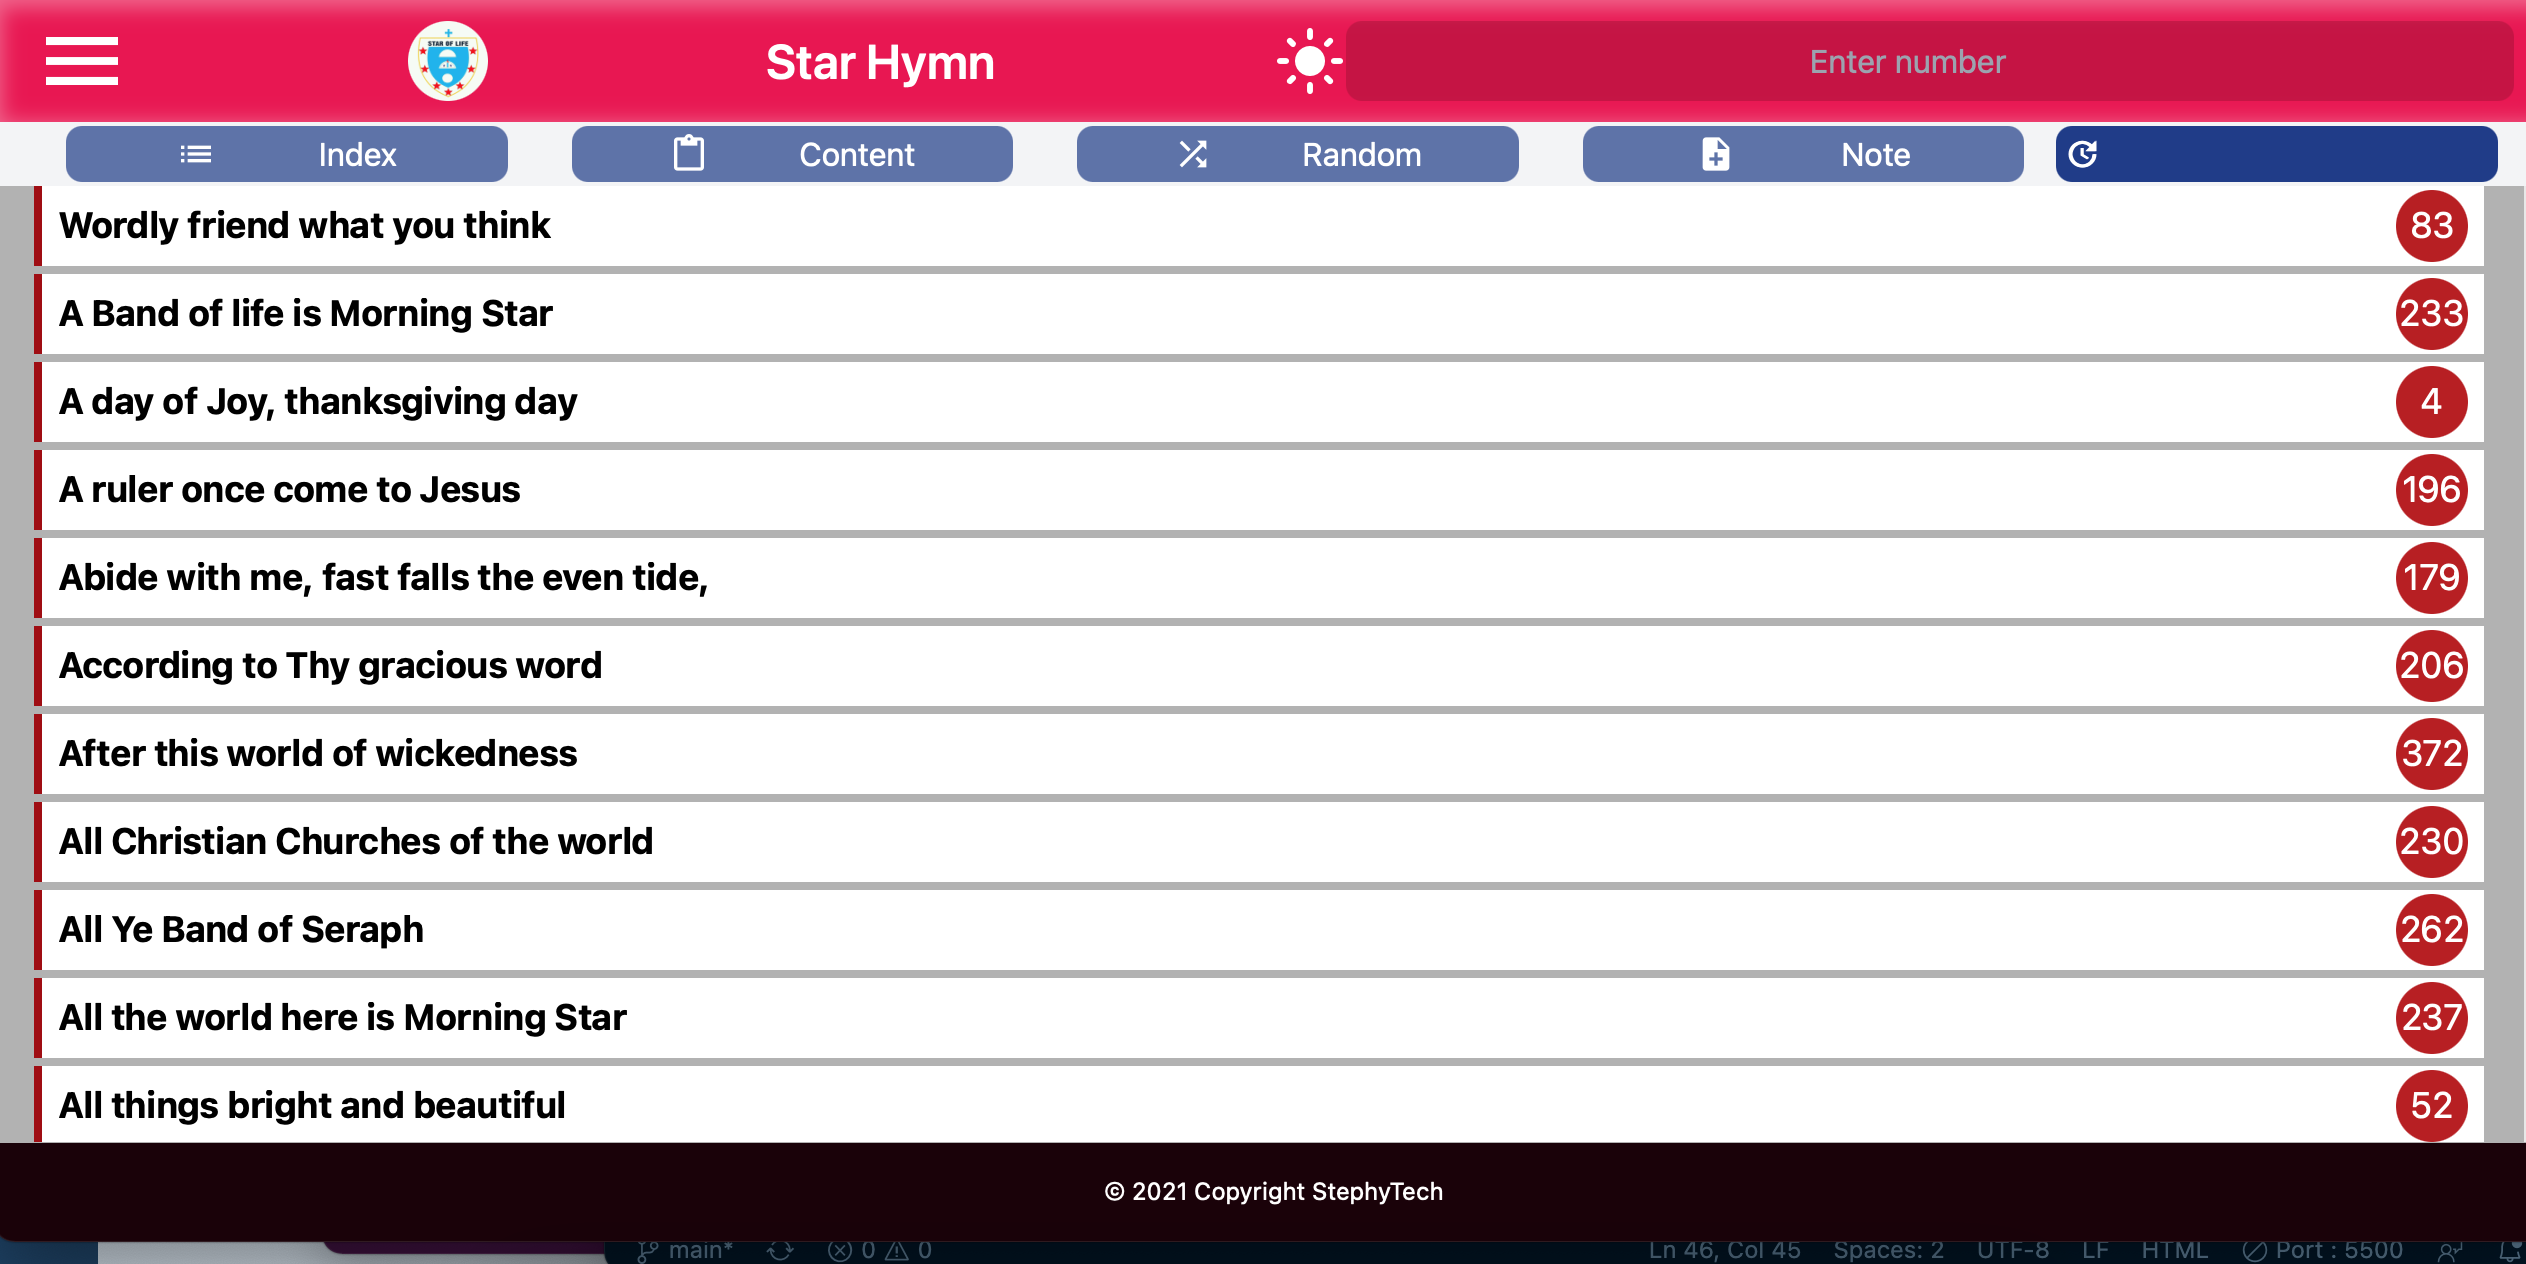 STAR OF LIFE
Star Hymn
Enter number
Index
Content
Random
Note
Wordly friend what you think 83
A Band of life is Morning Star 233
A day of Joy, thanksgiving day 4
A ruler once come to Jesus 196
Abide with me, fast falls the even tide, 179
According to Thy gracious word 206
After this world of wickedness 372
All Christian Churches of the world 230
All Ye Band of Seraph 262
All the world here is Morning Star 237
All things bright and beautiful 52
© 2021 Copyright StephyTech
main* 0 0 Ln 46, Col 45 Spaces: 2 UTF-8 LF HTML Port : 5500